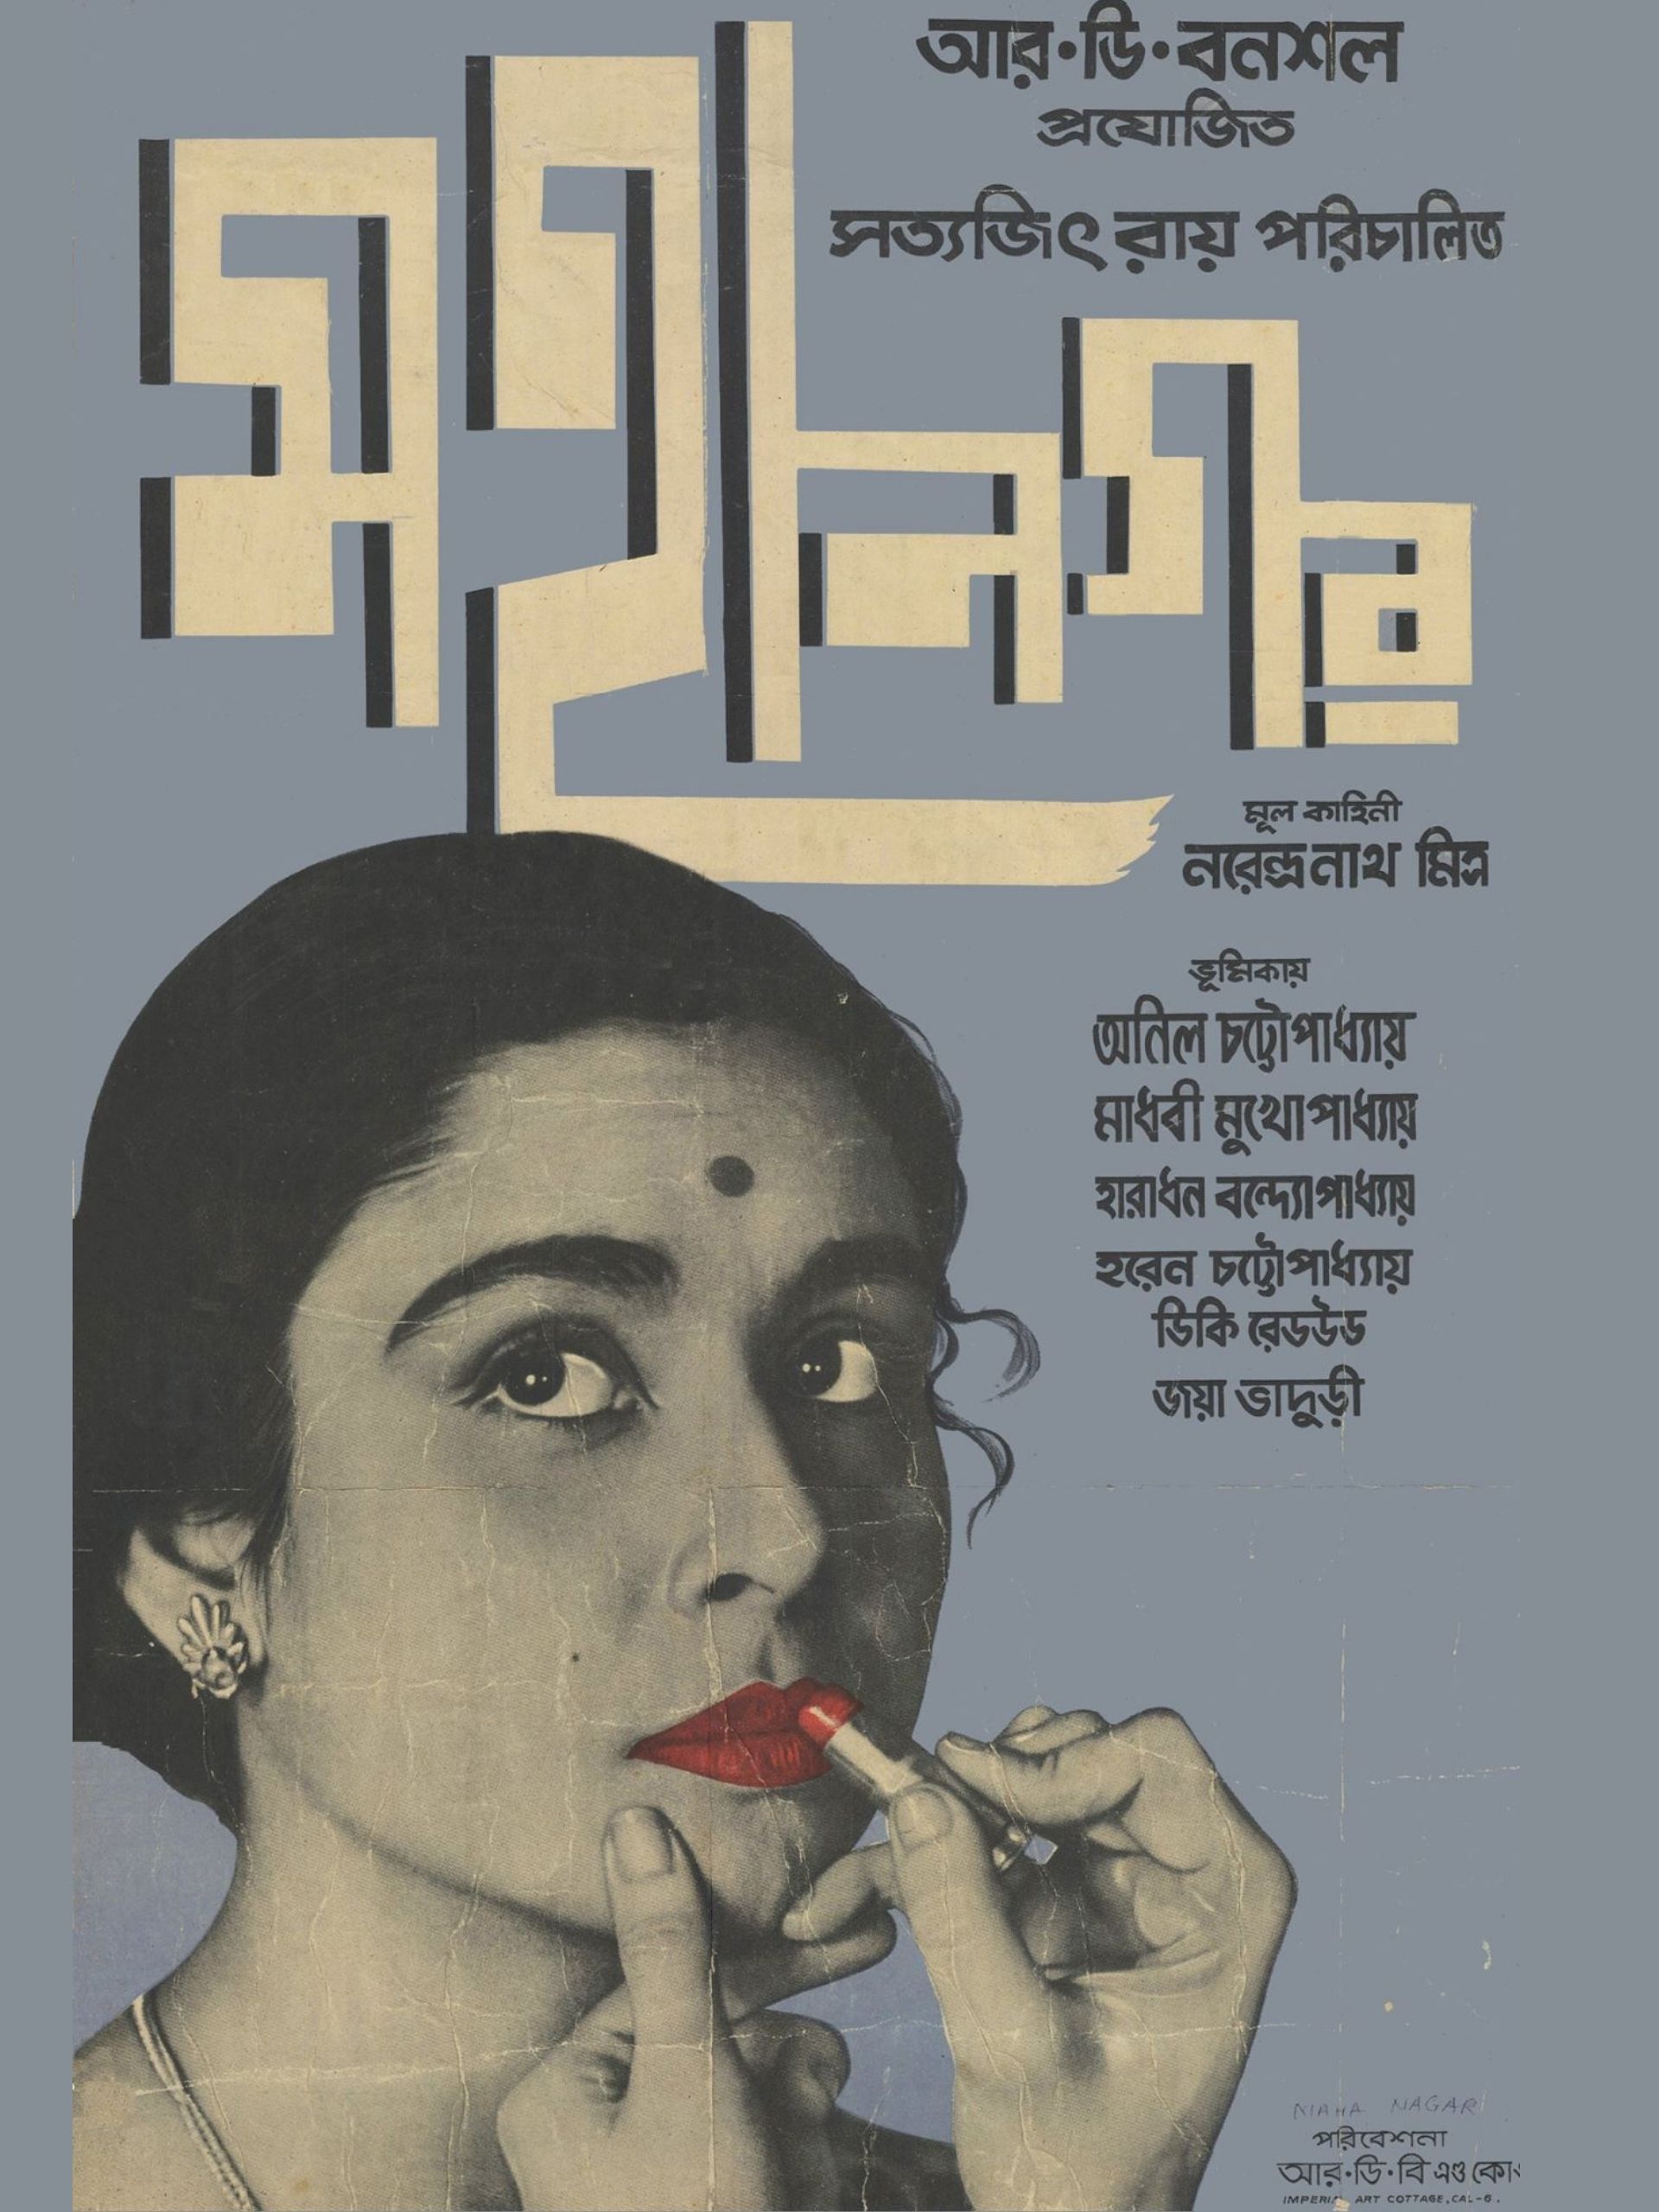 আর·ডি·বনশল
প্রযোজিত
সত্যজিৎ রায় পরিচালিত
মহানগর
মূল কাহিনী
নরেন্দ্রনাথ মিত্র
ভূমিকায়
অনিল চট্টোপাধ্যায়
মাধবী মুখোপাধ্যায়
হারাধন বন্দ্যোপাধ্যায়
হরেন চট্টোপাধ্যায়
ভিকি রেডউড
জয়া ভাদুড়ী
MAHA NAGAR
পরিবেশনা
আর·ডি·বি এণ্ড কোং
IMPERIAL ART COTTAGE, CAL-6.